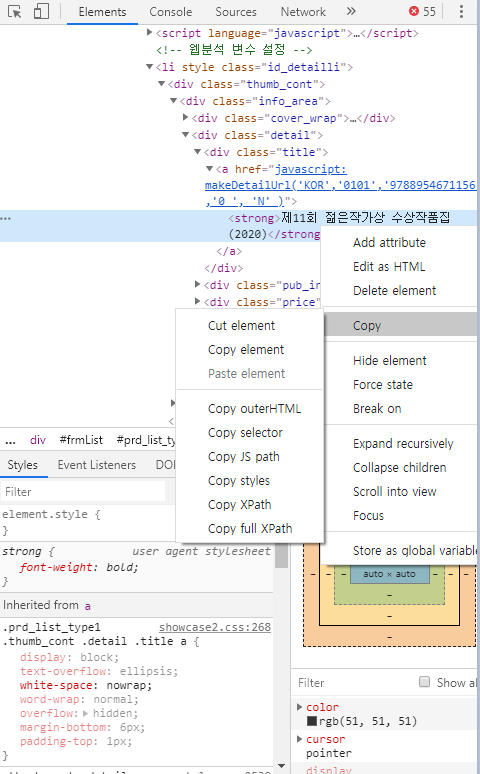 Elements Console Sources Network » 55
<script language="javascript">…</script>
<!-- 웹분석 변수 설정 -->
<li style class="id_detailli">
<div class="thumb_cont">
<div class="info_area">
<div class="cover_wrap">…</div>
<div class="detail">
<div class="title">
<a href="javascript:
makeDetailUrl('KOR','0101','9788954671156
,'0 ', 'N' )">
… <strong>제11회 젊은작가상 수상작품집
(2020)</strong
</a>
</div>
<div class="pub_in
<div class="price"
Add attribute
Edit as HTML
Delete element
Copy
Hide element
Force state
Break on
Expand recursively
Collapse children
Scroll into view
Focus
Store as global variable
Cut element
Copy element
Paste element
Copy outerHTML
Copy selector
Copy JS path
Copy styles
Copy XPath
Copy full XPath
... div #frmList #prd_list_ty
Styles Event Listeners DO
Filter
element.style {
}
strong { user agent stylesheet
font-weight: bold;
}
Inherited from a
.prd_list_type1 showcase2.css:268
.thumb_cont .detail .title a {
display: block;
text-overflow: ellipsis;
white-space: nowrap;
word-wrap: normal;
overflow: hidden;
margin-bottom: 6px;
padding-top: 1px;
}
auto × auto
–
–
–
Filter Show al
color
rgb(51, 51, 51)
cursor
pointer
display